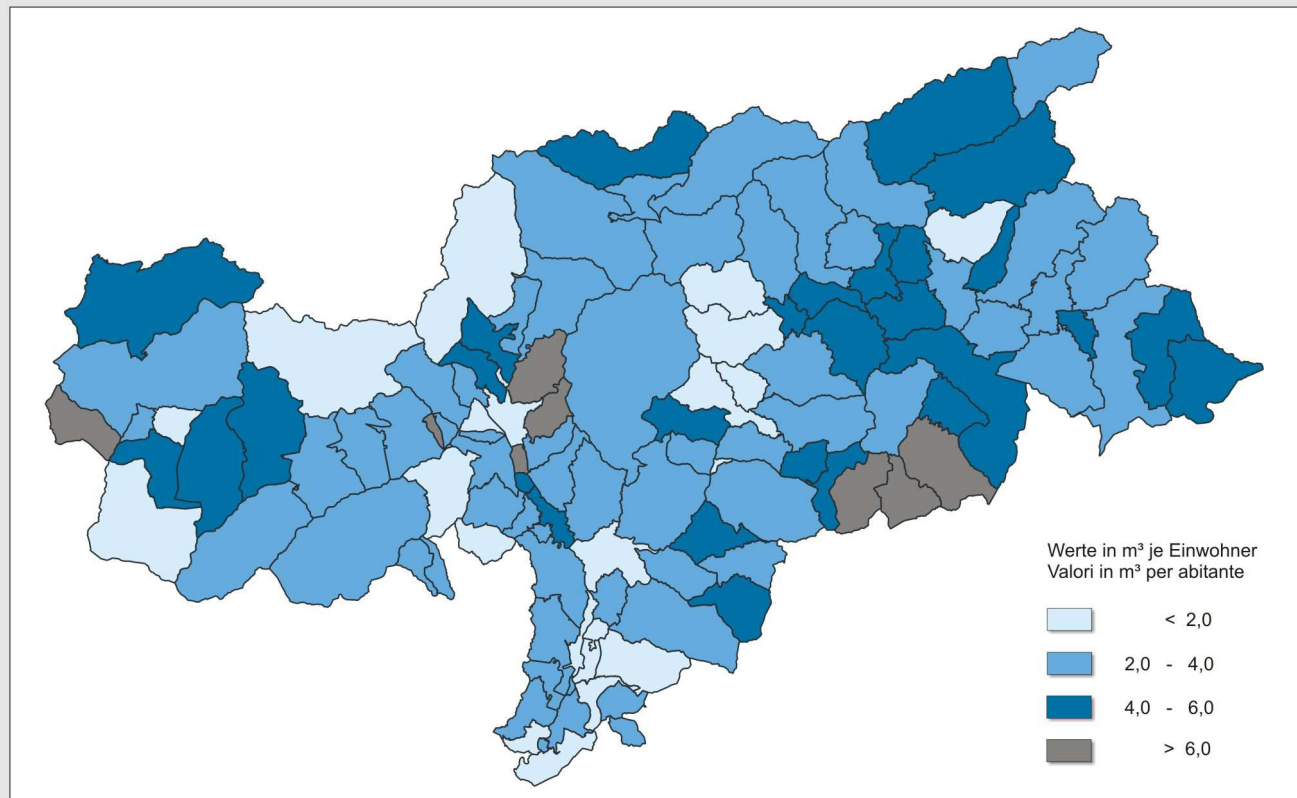 Werte in m³ je Einwohner
Valori in m³ per abitante
< 2,0
2,0 - 4,0
4,0 - 6,0
> 6,0